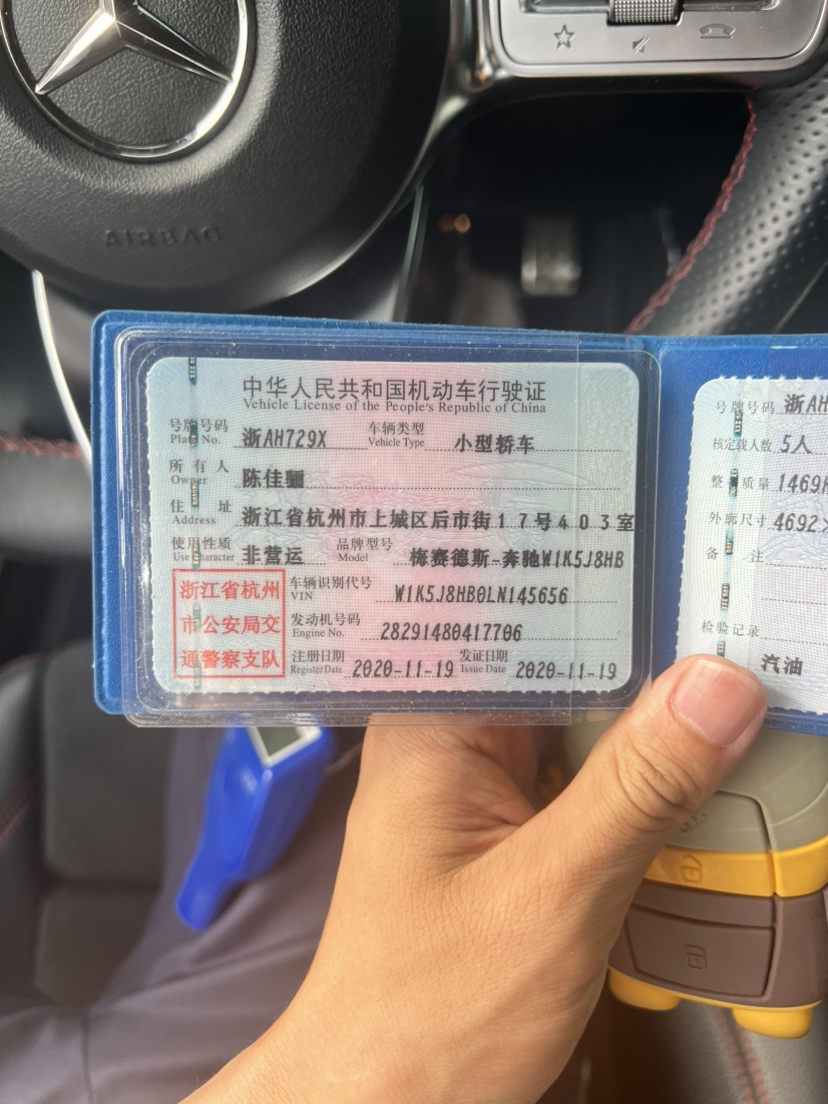 AIRBAG
中华人民共和国机动车行驶证
Vehicle License of the People's Republic of China
号牌号码 Plate No. 浙AH729X 车辆类型 Vehicle Type 小型轿车
所有人 Owner 陈佳骊
住址 Address 浙江省杭州市上城区后市街17号403室
使用性质 Use Character 非营运 品牌型号 Model 梅赛德斯-奔驰W1K5J8HB
浙江省杭州
市公安局交
通警察支队
车辆识别代号 VIN W1K5J8HB0LN145656
发动机号码 Engine No. 28291480417706
注册日期 Register Date 2020-11-19 发证日期 Issue Date 2020-11-19
号牌号码 浙AH
核定载人数 5人
整 质量 1469
外廓尺寸 4692
备注
检验记录
汽油